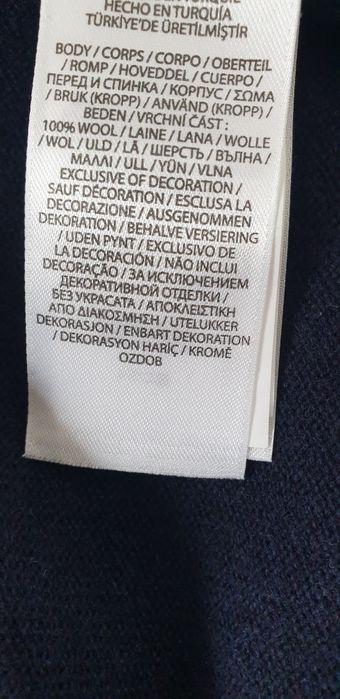 HECHO EN TURQUÍA
TÜRKİYE'DE ÜRETİLMİŞTİR
BODY / CORPS / CORPO / OBERTEIL
/ ROMP / HOVEDDEL / CUERPO /
ПЕРЕД И СПИНКА / КОРПУС / ΣΩΜΑ
/ BRUK (KROPP) / ANVÄND (KROPP) /
BEDEN / VRCHNÍ ČÁST :
100% WOOL / LAINE / LANA / WOLLE
/ WOL / ULD / LÃ / ШЕРСТЬ / ВЪЛНА /
ΜΑΛΛΙ / ULL / YÜN / VLNA
EXCLUSIVE OF DECORATION /
SAUF DÉCORATION / ESCLUSA LA
DECORAZIONE / AUSGENOMMEN
DEKORATION / BEHALVE VERSIERING
/ UDEN PYNT / EXCLUSIVO DE
LA DECORACIÓN / NÃO INCLUI
DECORAÇÃO / ЗА ИСКЛЮЧЕНИЕМ
ДЕКОРАТИВНОЙ ОТДЕЛКИ /
БЕЗ УКРАСАТА / ΑΠΟΚΛΕΙΣΤΙΚΗ
ΑΠΟ ΔΙΑΚΟΣΜΗΣΗ / UTELUKKER
DEKORASJON / ENBART DEKORATION
/ DEKORASYON HARİÇ / KROMĚ
OZDOB